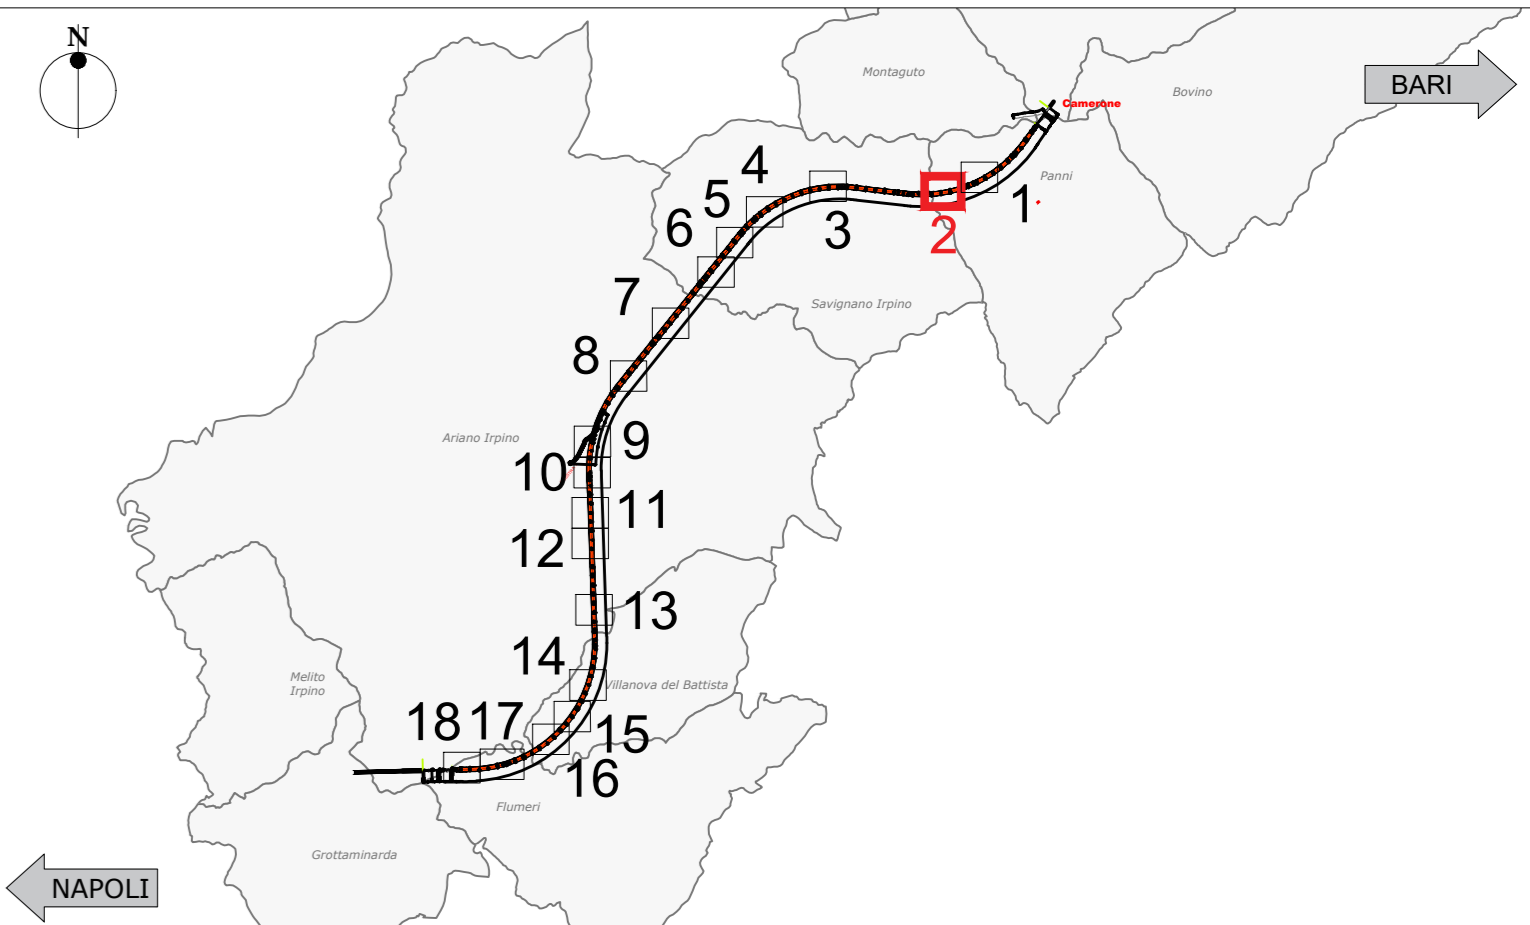 N
Montaguto
Bovino
BARI
Camerone
Panni
4
5
1
6
3
2
7
Savignano Irpino
8
Ariano Irpino
9
10
11
12
13
14
Melito
Irpino
Villanova del Battista
18
17
15
16
Flumeri
Grottaminarda
NAPOLI